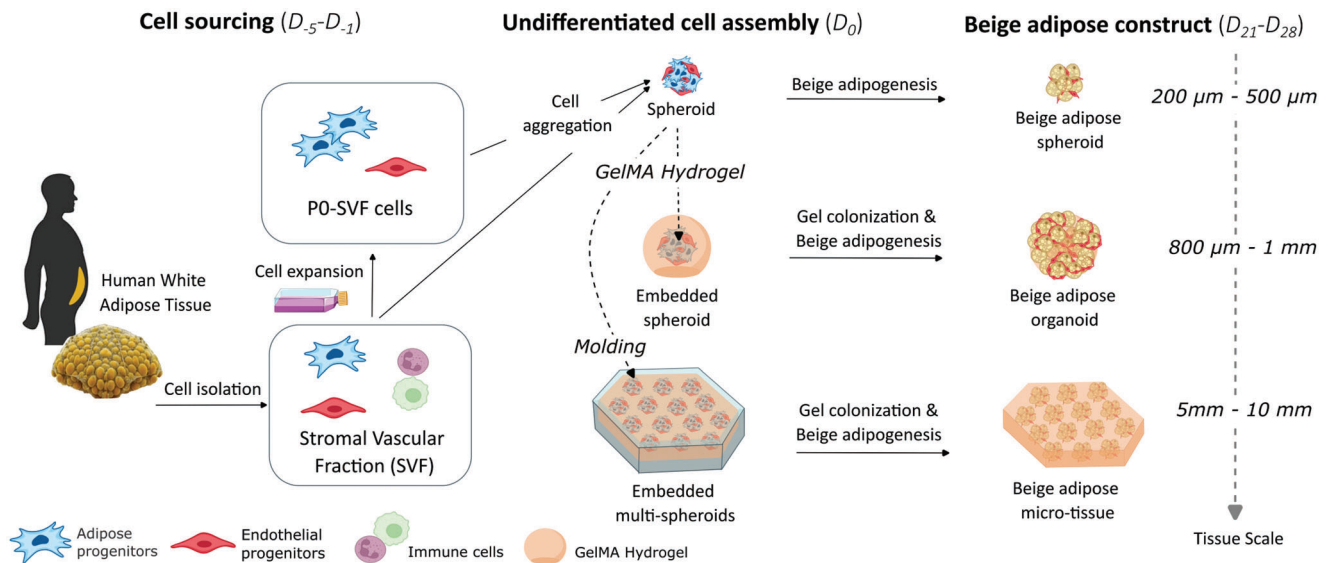 Cell sourcing (D-5-D-1)
Undifferentiated cell assembly (D0)
Beige adipose construct (D21-D28)
Cell
aggregation
Spheroid
Beige adipogenesis
Beige adipose
spheroid
200 µm - 500 µm
P0-SVF cells
GelMA Hydrogel
Gel colonization &
Beige adipogenesis
800 µm - 1 mm
Human White
Adipose Tissue
Cell expansion
Embedded
spheroid
Beige adipose
organoid
Molding
Cell isolation
Stromal Vascular
Fraction (SVF)
Gel colonization &
Beige adipogenesis
5mm - 10 mm
Embedded
multi-spheroids
Beige adipose
micro-tissue
Tissue Scale
Adipose
progenitors
Endothelial
progenitors
Immune cells
GelMA Hydrogel